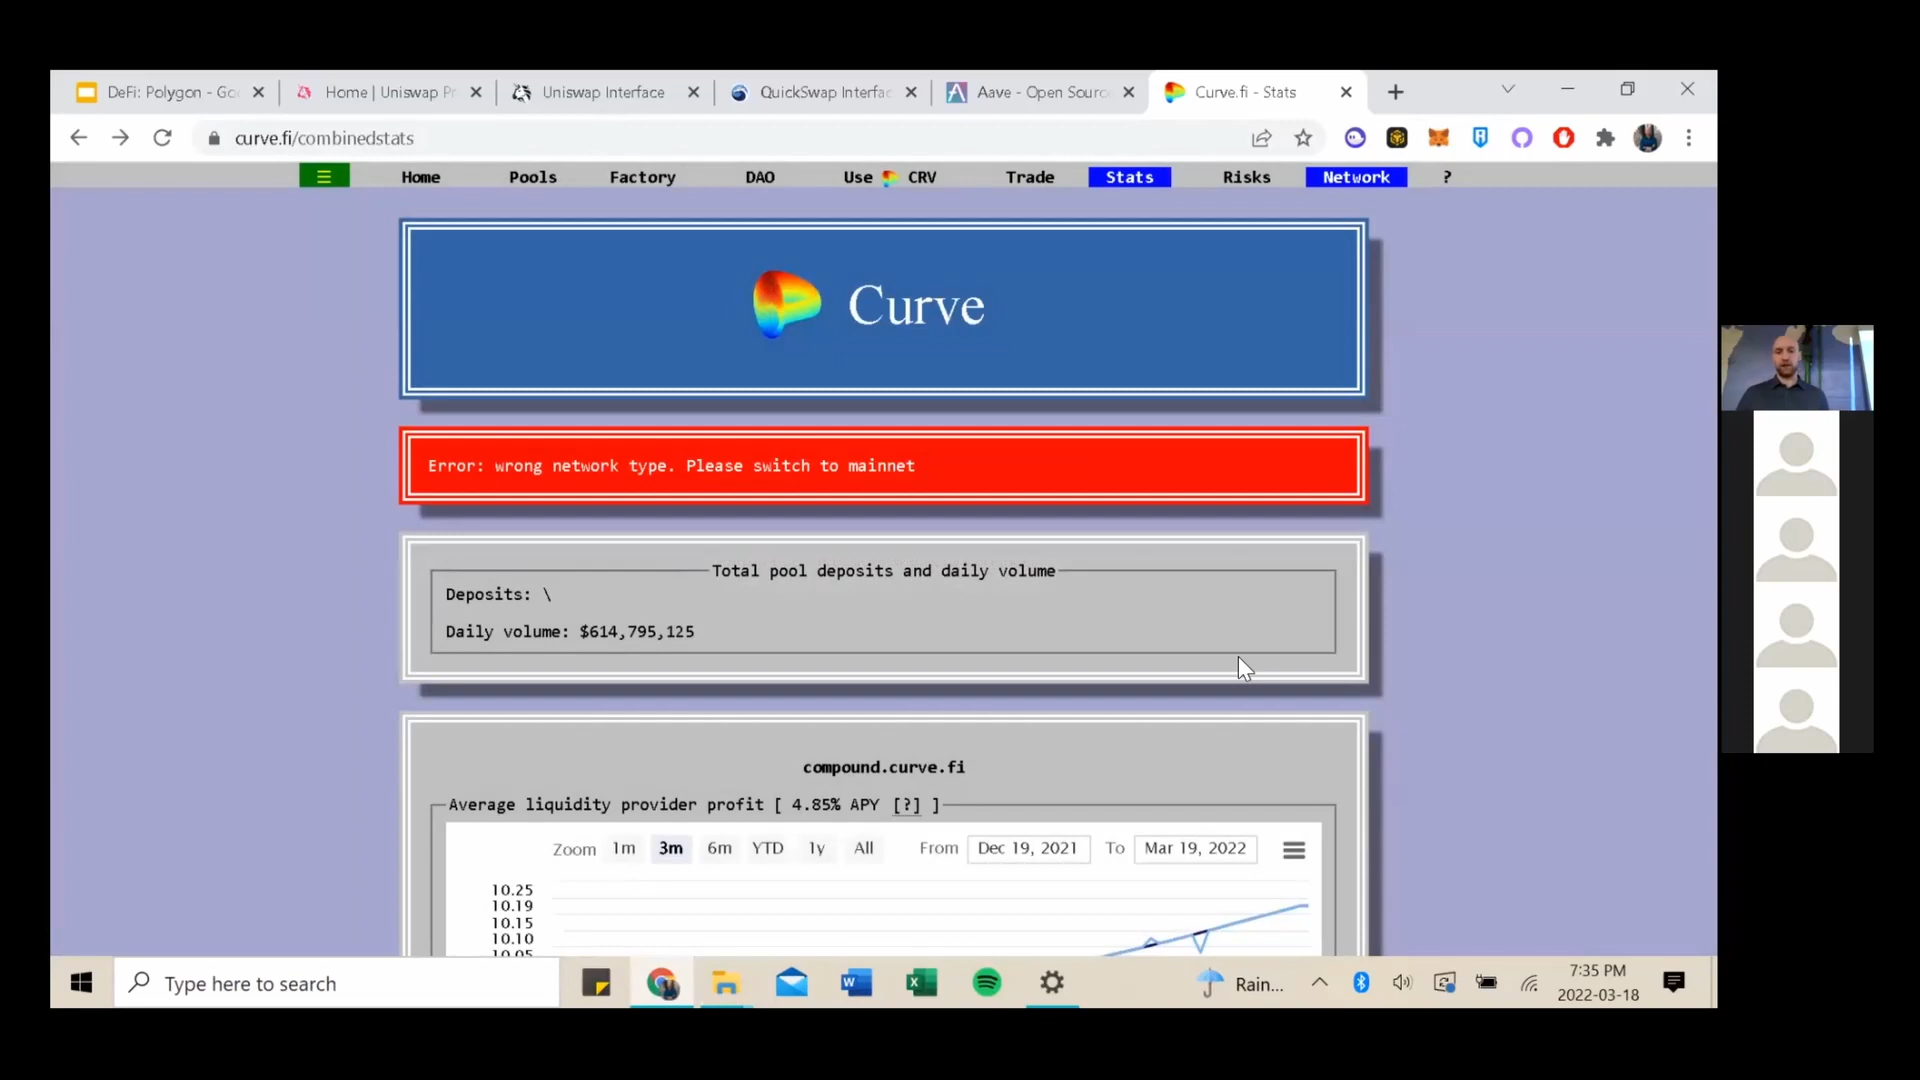 DeFi: Polygon - Go
Home | Uniswap Pr
Uniswap Interface
QuickSwap Interfac
Aave - Open Source
Curve.fi - Stats
curve.fi/combinedstats
Home
Pools
Factory
DAO
Use CRV
Trade
Stats
Risks
Network
?
Curve
Error: wrong network type. Please switch to mainnet
Total pool deposits and daily volume
Deposits: \
Daily volume: $614,795,125
compound.curve.fi
Average liquidity provider profit [ 4.85% APY [?] ]
Zoom 1m 3m 6m YTD 1y All From Dec 19, 2021 To Mar 19, 2022
10.25
10.19
10.15
10.10
10.05
Type here to search
Rain...
7:35 PM
2022-03-18